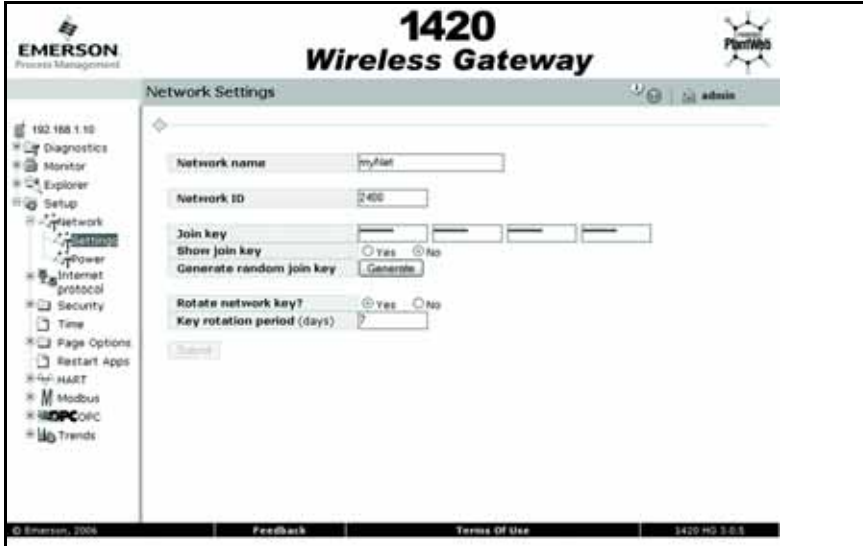 EMERSON
Process Management
1420
Wireless Gateway
PlantWeb
Network Settings
admin
192.168.1.10
Diagnostics
Monitor
Explorer
Setup
Network
Settings
Power
Internet
protocol
Security
Time
Page Options
Restart Apps
HART
Modbus
OPC OPC
Trends
Network name
myNet
Network ID
2400
Join key
Show join key
Yes No
Generate random join key
Generate
Rotate network key?
Yes No
Key rotation period (days)
7
Submit
© Emerson, 2006
Feedback
Terms Of Use
1420 HG 3.0.5